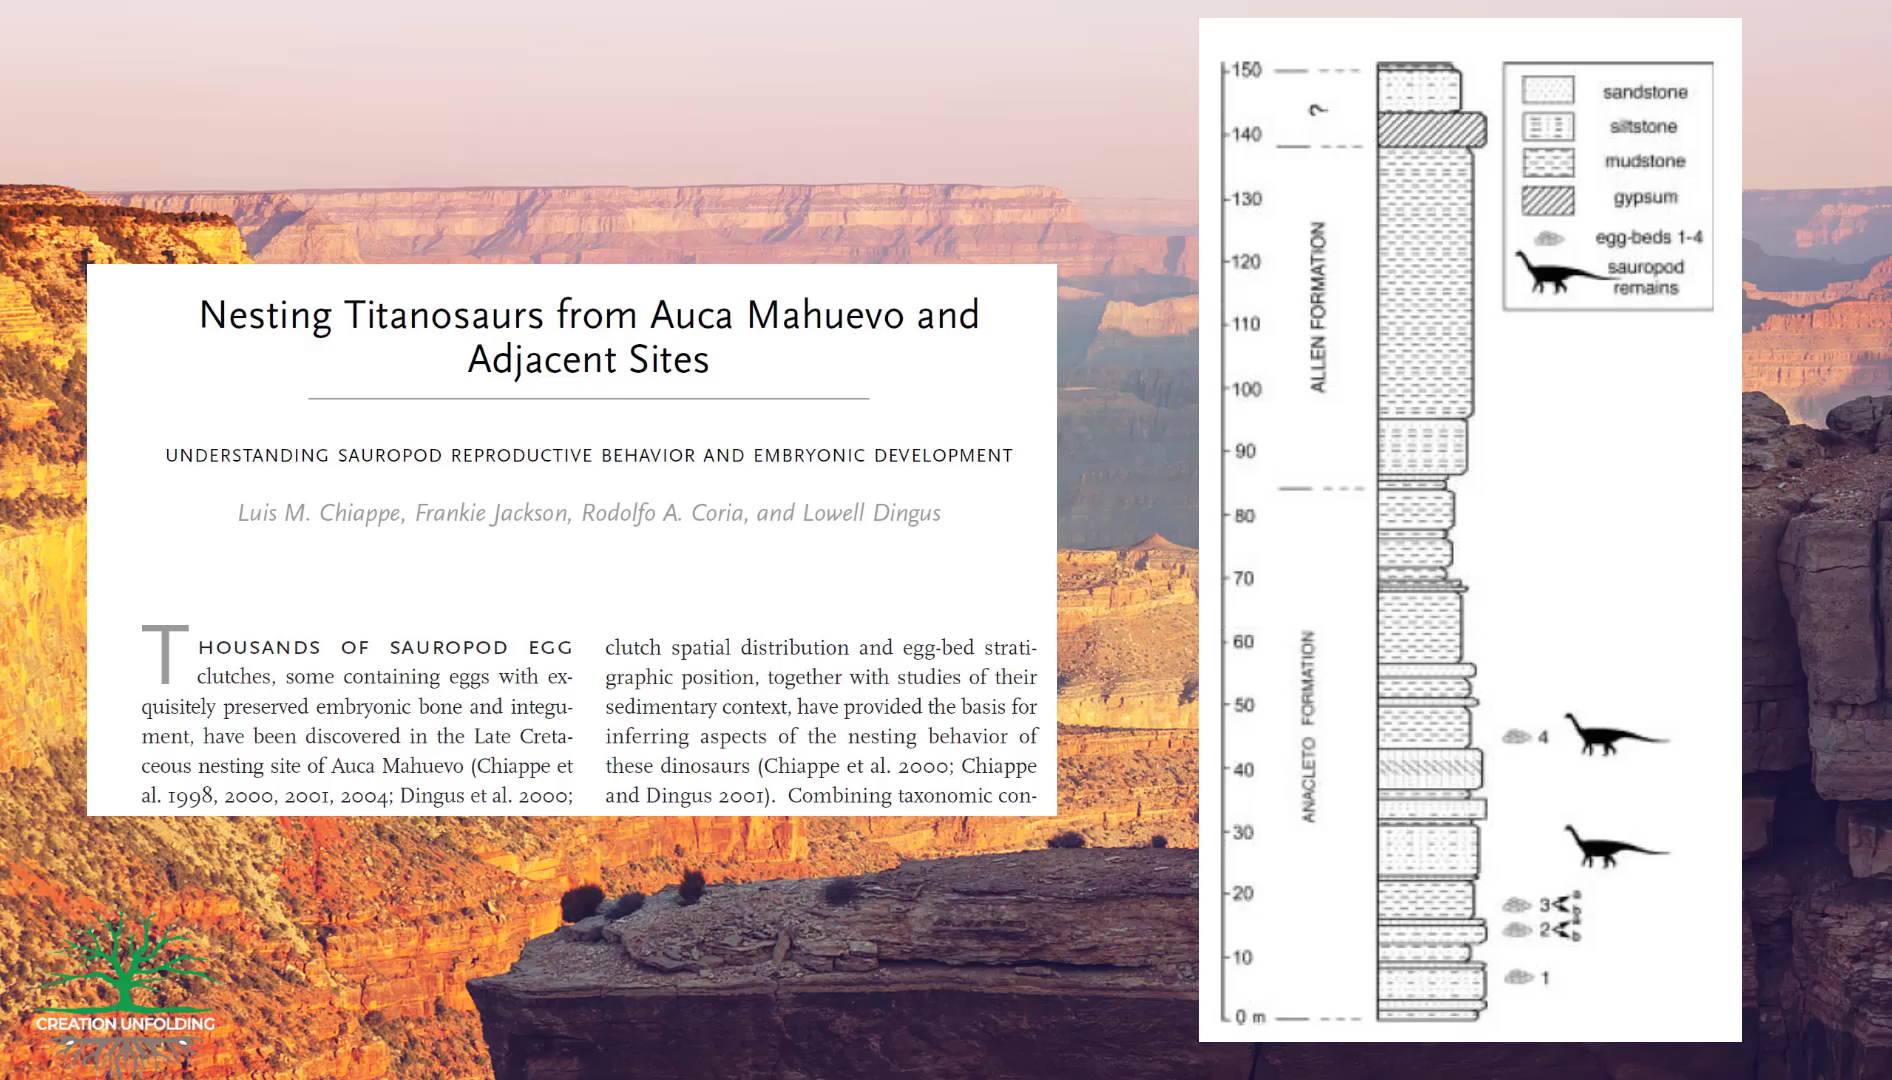 Nesting Titanosaurs from Auca Mahuevo and
Adjacent Sites
UNDERSTANDING SAUROPOD REPRODUCTIVE BEHAVIOR AND EMBRYONIC DEVELOPMENT
Luis M. Chiappe, Frankie Jackson, Rodolfo A. Coria, and Lowell Dingus
THOUSANDS OF SAUROPOD EGG
clutches, some containing eggs with ex-
quisitely preserved embryonic bone and integu-
ment, have been discovered in the Late Creta-
ceous nesting site of Auca Mahuevo (Chiappe et
al. 1998, 2000, 2001, 2004; Dingus et al. 2000;
clutch spatial distribution and egg-bed strati-
graphic position, together with studies of their
sedimentary context, have provided the basis for
inferring aspects of the nesting behavior of
these dinosaurs (Chiappe et al. 2000; Chiappe
and Dingus 2001). Combining taxonomic con-
CREATION UNFOLDING
150
140
130
120
110
100
90
80
70
60
50
40
30
20
10
0 m
?
ALLEN FORMATION
ANACLETO FORMATION
sandstone
siltstone
mudstone
gypsum
egg-beds 1-4
sauropod
remains
4
3
2
1